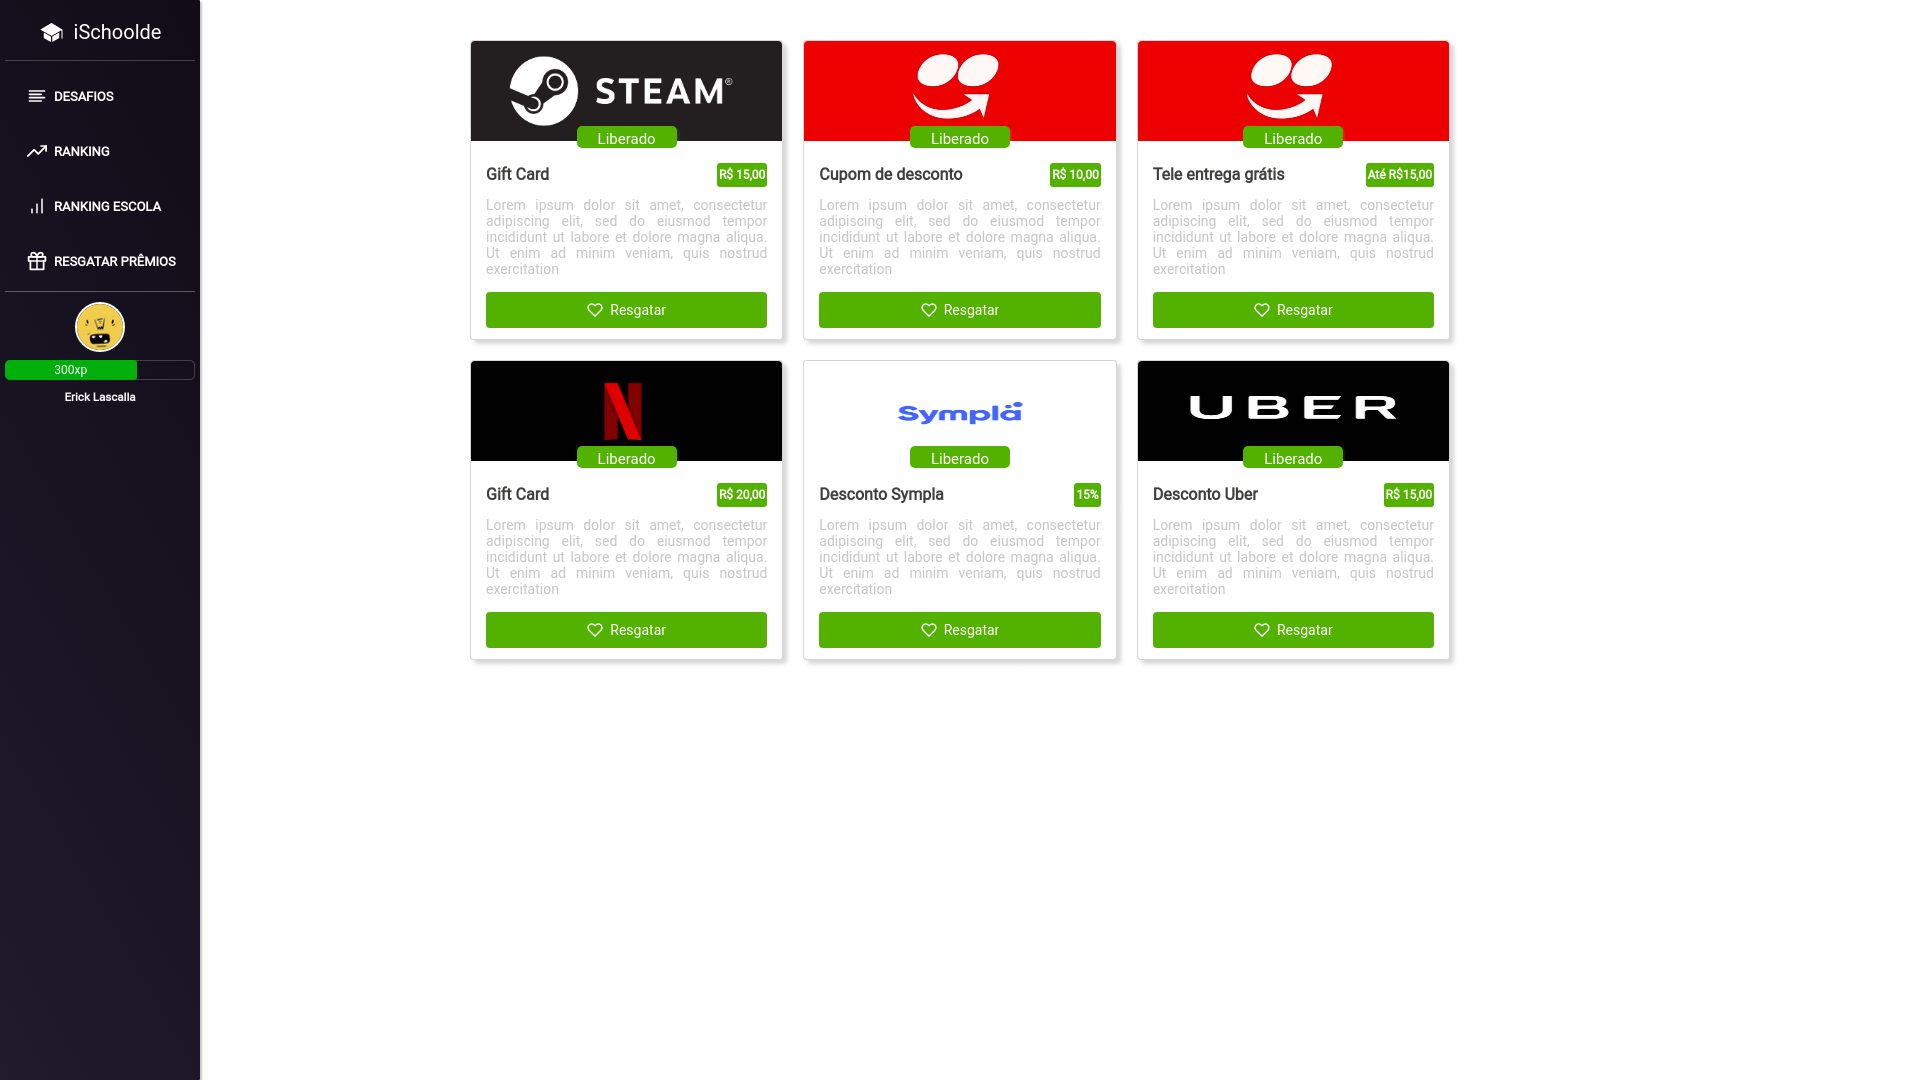 iSchoolde
DESAFIOS
RANKING
RANKING ESCOLA
RESGATAR PRÊMIOS
300xp
Erick Lascalla
STEAM®
Liberado
Gift Card
R$ 15,00
Lorem ipsum dolor sit amet, consectetur
adipiscing elit, sed do eiusmod tempor
incididunt ut labore et dolore magna aliqua.
Ut enim ad minim veniam, quis nostrud
exercitation
Resgatar
Liberado
Cupom de desconto
R$ 10,00
Lorem ipsum dolor sit amet, consectetur
adipiscing elit, sed do eiusmod tempor
incididunt ut labore et dolore magna aliqua.
Ut enim ad minim veniam, quis nostrud
exercitation
Resgatar
Liberado
Tele entrega grátis
Até R$15,00
Lorem ipsum dolor sit amet, consectetur
adipiscing elit, sed do eiusmod tempor
incididunt ut labore et dolore magna aliqua.
Ut enim ad minim veniam, quis nostrud
exercitation
Resgatar
N
Liberado
Gift Card
R$ 20,00
Lorem ipsum dolor sit amet, consectetur
adipiscing elit, sed do eiusmod tempor
incididunt ut labore et dolore magna aliqua.
Ut enim ad minim veniam, quis nostrud
exercitation
Resgatar
Sympla
Liberado
Desconto Sympla
15%
Lorem ipsum dolor sit amet, consectetur
adipiscing elit, sed do eiusmod tempor
incididunt ut labore et dolore magna aliqua.
Ut enim ad minim veniam, quis nostrud
exercitation
Resgatar
UBER
Liberado
Desconto Uber
R$ 15,00
Lorem ipsum dolor sit amet, consectetur
adipiscing elit, sed do eiusmod tempor
incididunt ut labore et dolore magna aliqua.
Ut enim ad minim veniam, quis nostrud
exercitation
Resgatar